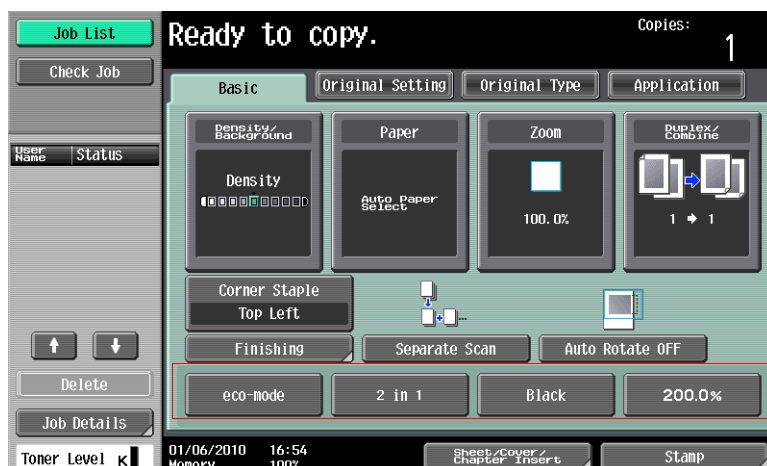 Job List
Ready to copy.
Copies:
1
Check Job
Basic
Original Setting
Original Type
Application
Density/
Background
Paper
Zoom
Duplex/
Combine
User
Name
Status
Density
Auto Paper
Select
100.0%
1 → 1
Corner Staple
Top Left
Finishing
Separate Scan
Auto Rotate OFF
Delete
eco-mode
2 in 1
Black
200.0%
Job Details
Toner Level K
01/06/2010 16:54
Memory 100%
Sheet/Cover/
Chapter Insert
Stamp